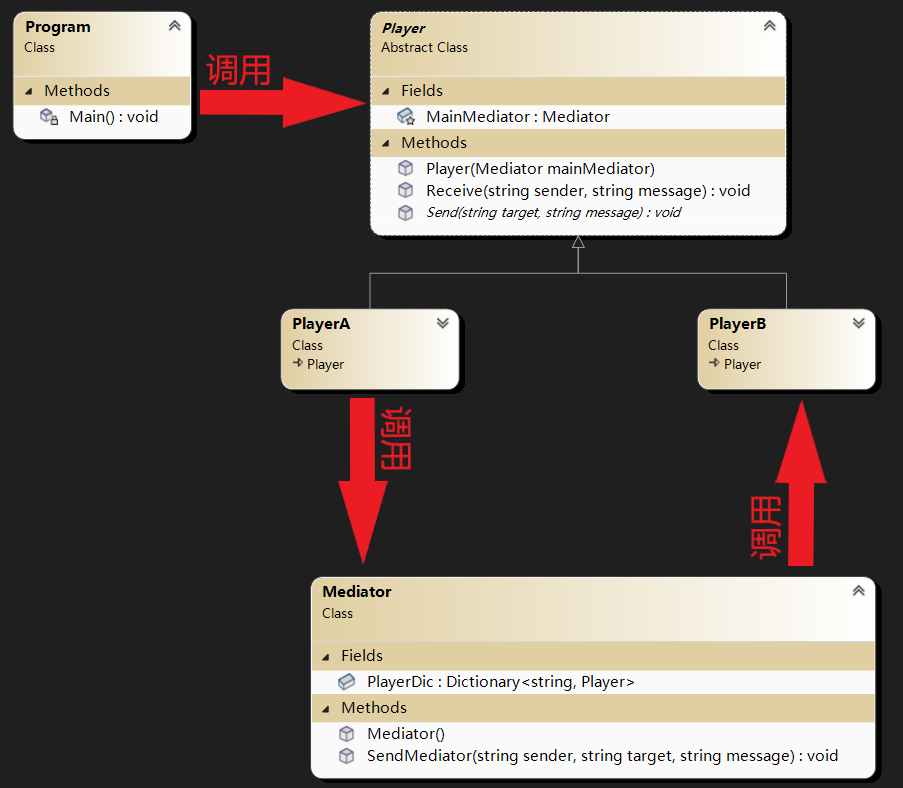 Program
Class
Methods
Main() : void
调用
Player
Abstract Class
Fields
MainMediator : Mediator
Methods
Player(Mediator mainMediator)
Receive(string sender, string message) : void
Send(string target, string message) : void
PlayerA
Class
Player
PlayerB
Class
Player
调用
调用
Mediator
Class
Fields
PlayerDic : Dictionary<string, Player>
Methods
Mediator()
SendMediator(string sender, string target, string message) : void